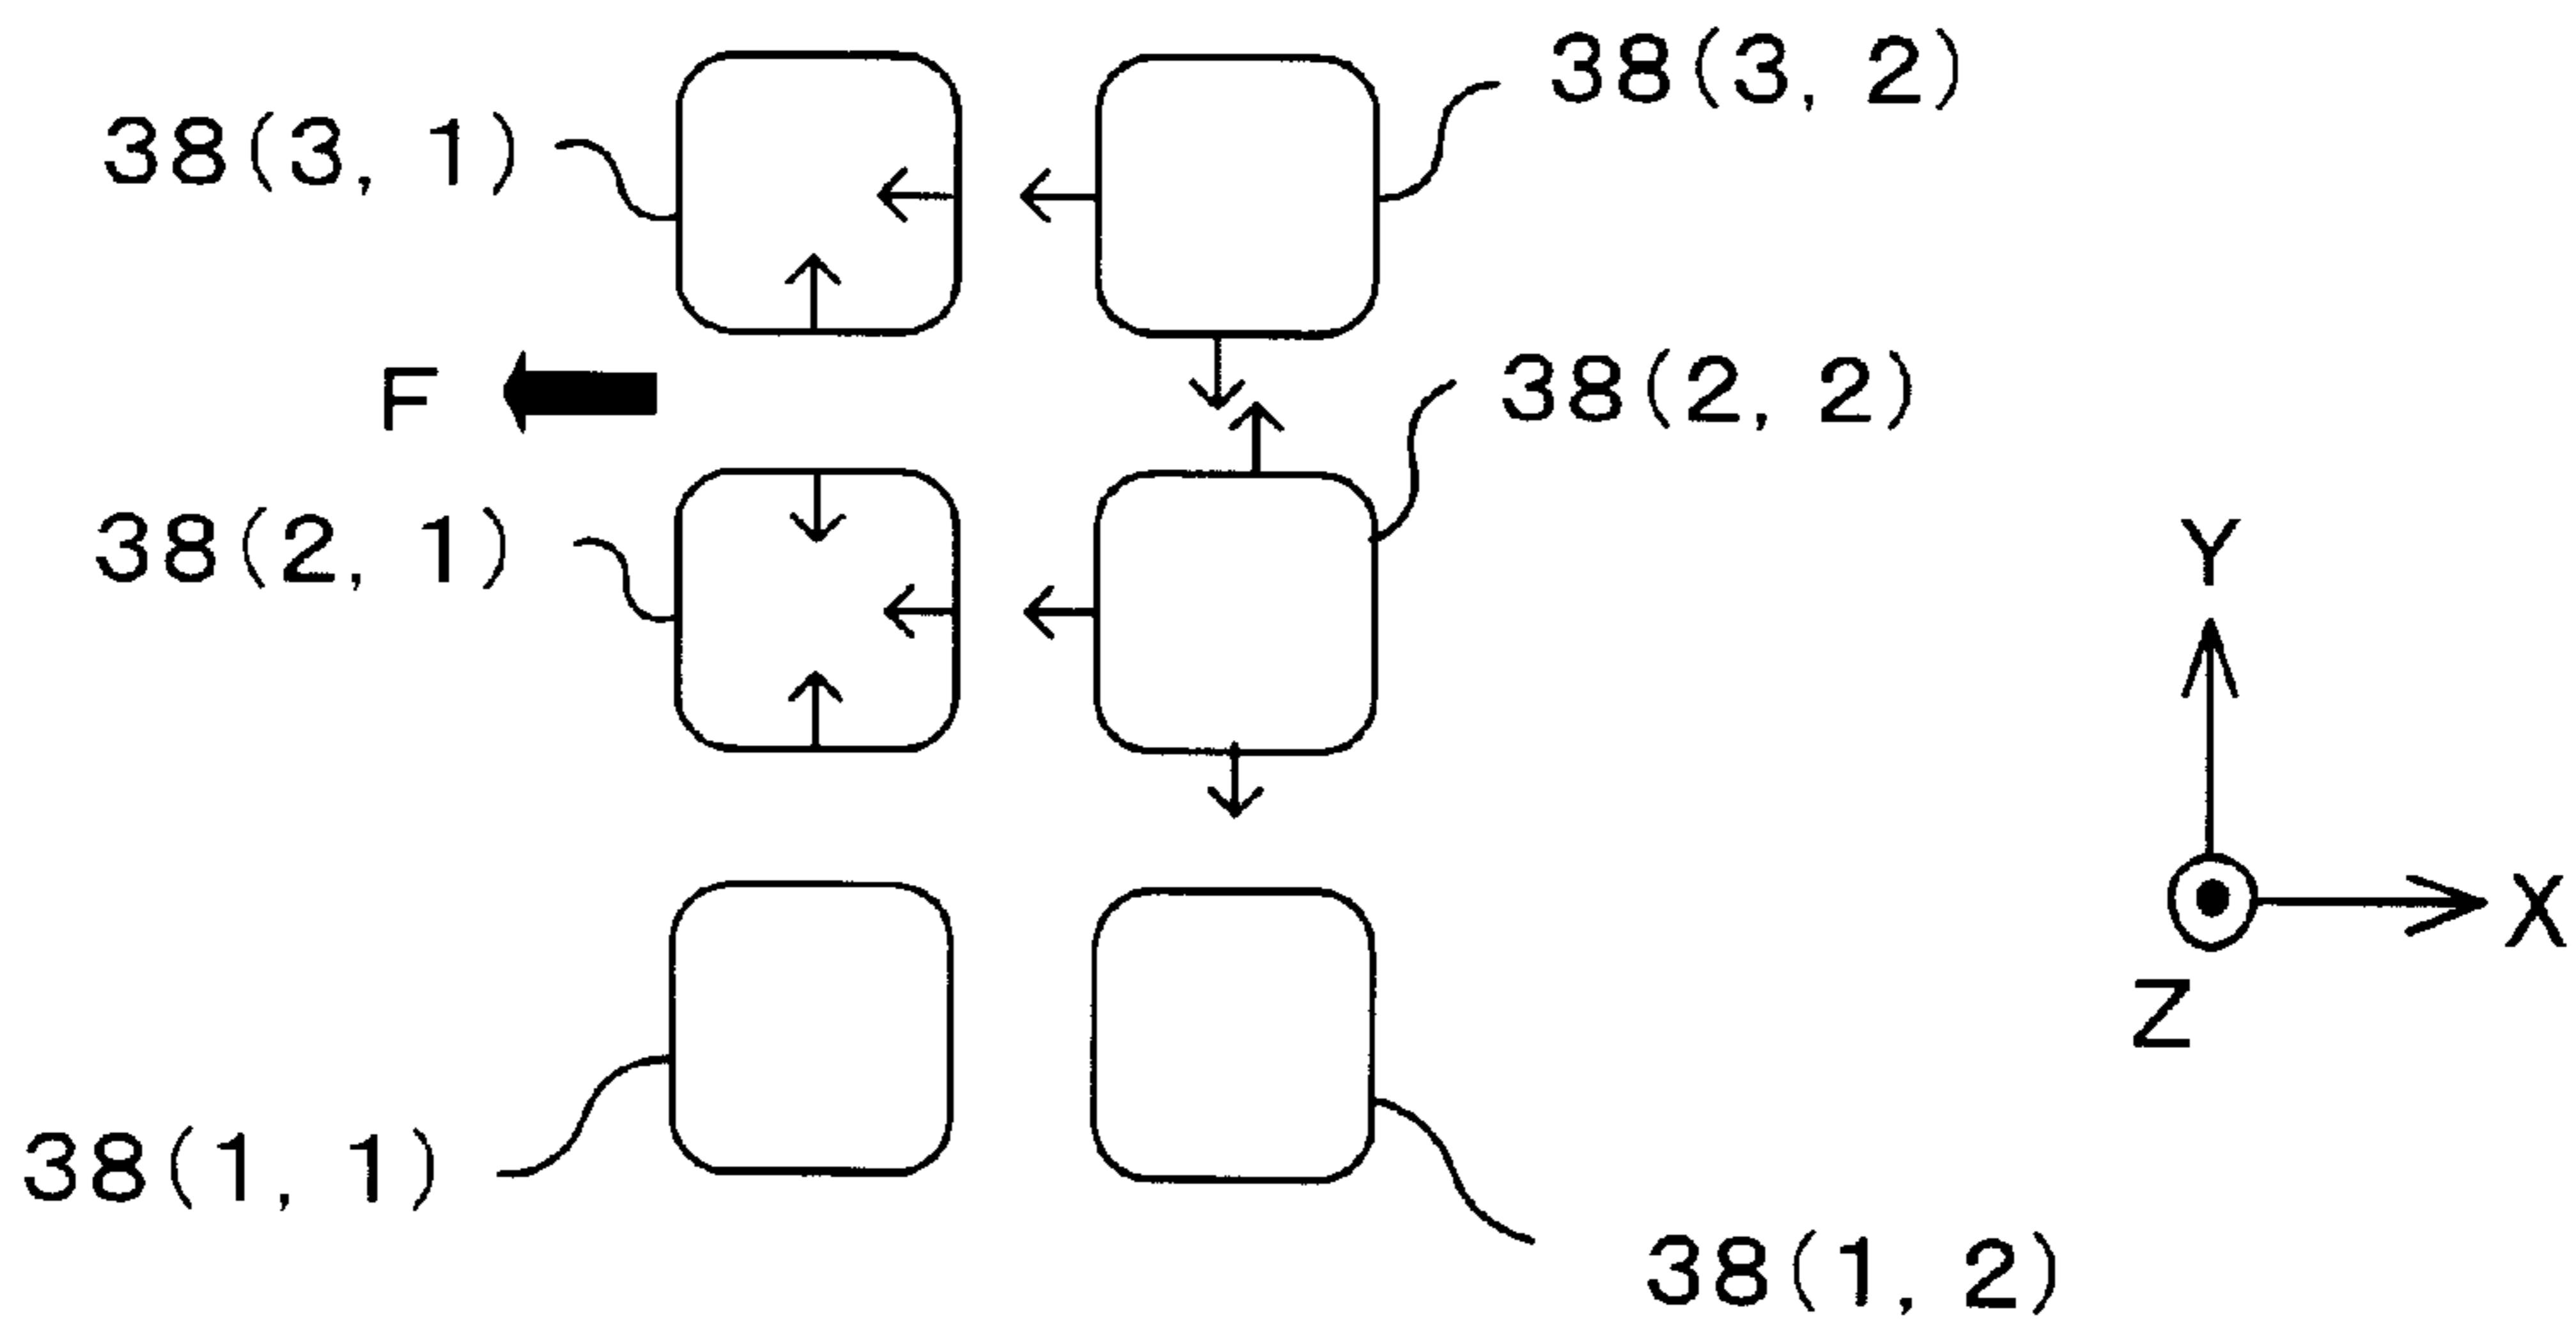 38(3, 1)
38(3, 2)
F
38(2, 2)
38(2, 1)
Y
X
Z
38(1, 1)
38(1, 2)